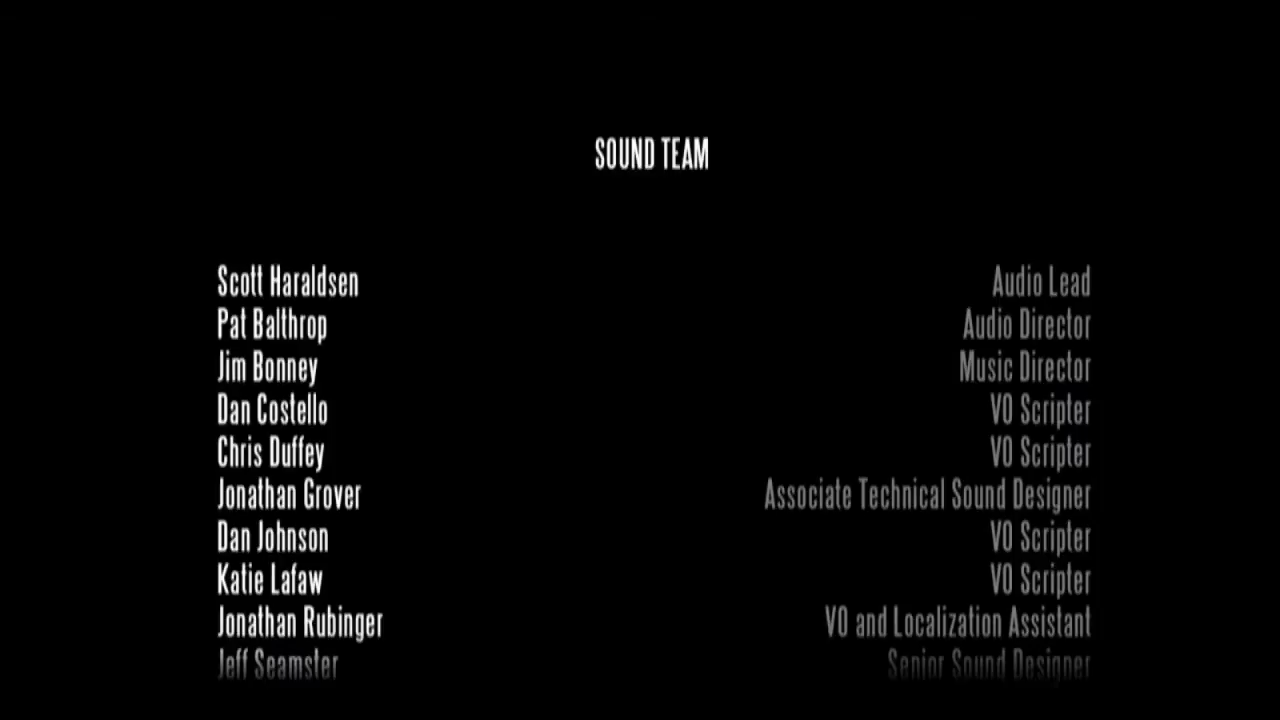 SOUND TEAM
Scott Haraldsen Audio Lead
Pat Balthrop Audio Director
Jim Bonney Music Director
Dan Costello VO Scripter
Chris Duffey VO Scripter
Jonathan Grover Associate Technical Sound Designer
Dan Johnson VO Scripter
Katie Lafaw VO Scripter
Jonathan Rubinger VO and Localization Assistant
Jeff Seamster Senior Sound Designer